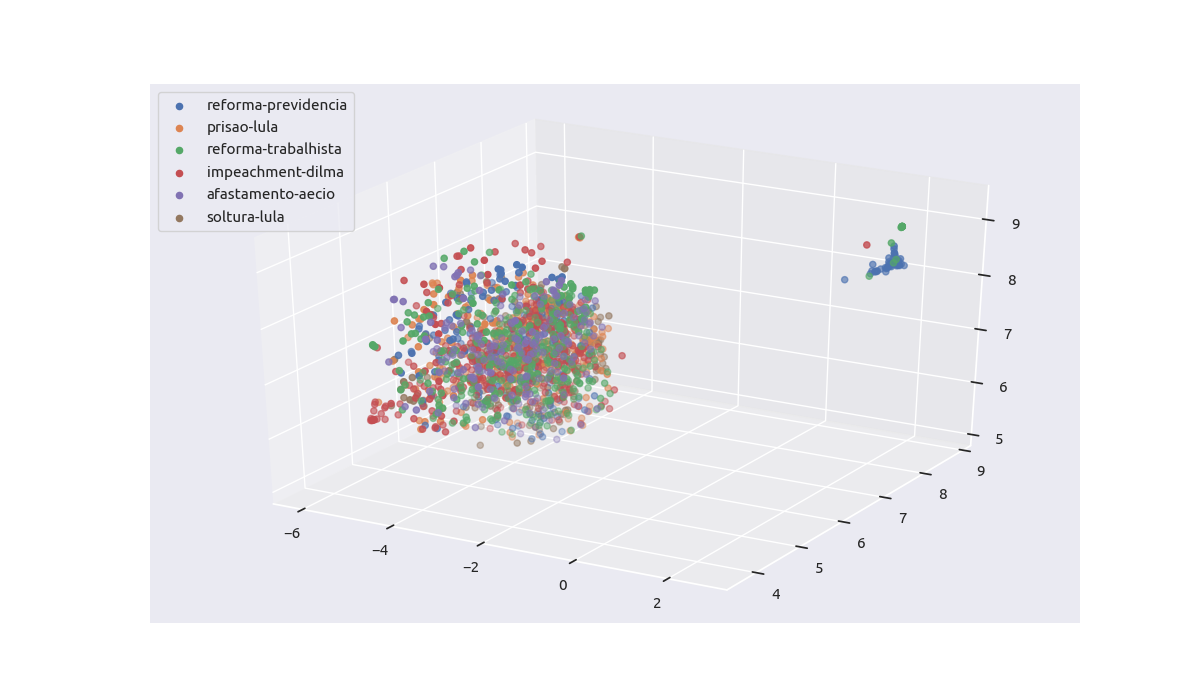 reforma-previdencia
prisao-lula
reforma-trabalhista
impeachment-dilma
afastamento-aecio
soltura-lula
9
8
7
6
5
9
8
7
6
5
4
−6
−4
−2
0
2